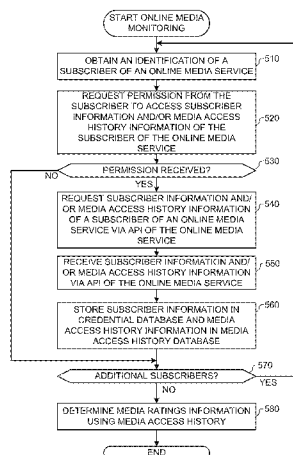 START ONLINE MEDIA
MONITORING
OBTAIN AN IDENTIFICATION OF A
SUBSCRIBER OF AN ONLINE MEDIA SERVICE
510
REQUEST PERMISSION FROM THE
SUBSCRIBER TO ACCESS SUBSCRIBER
INFORMATION AND/OR MEDIA ACCESS
HISTORY INFORMATION OF THE
SUBSCRIBER OF THE ONLINE MEDIA
SERVICE
520
PERMISSION RECEIVED?
530
NO
YES
REQUEST SUBSCRIBER INFORMATION AND/
OR MEDIA ACCESS HISTORY INFORMATION
OF A SUBSCRIBER OF AN ONLINE MEDIA
SERVICE VIA API OF THE ONLINE MEDIA
SERVICE
540
RECEIVE SUBSCRIBER INFORMATION AND/
OR MEDIA ACCESS HISTORY INFORMATION
VIA API OF THE ONLINE MEDIA SERVICE
550
STORE SUBSCRIBER INFORMATION IN
CREDENTIAL DATABASE AND MEDIA
ACCESS HISTORY INFORMATION IN MEDIA
ACCESS HISTORY DATABASE
560
ADDITIONAL SUBSCRIBERS?
570
YES
NO
DETERMINE MEDIA RATINGS INFORMATION
USING MEDIA ACCESS HISTORY
580
END